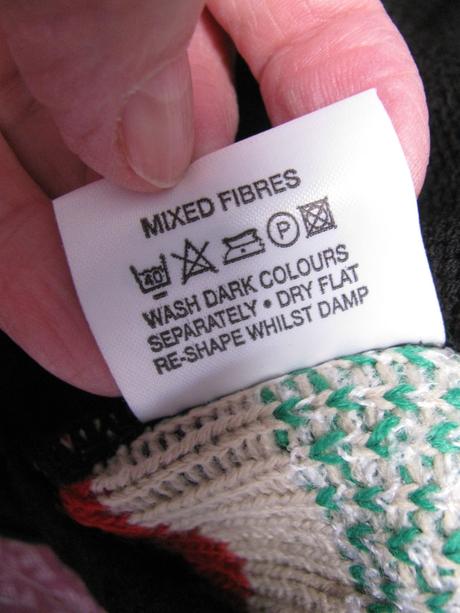 MIXED FIBRES
40° P
WASH DARK COLOURS
SEPARATELY • DRY FLAT
RE-SHAPE WHILST DAMP